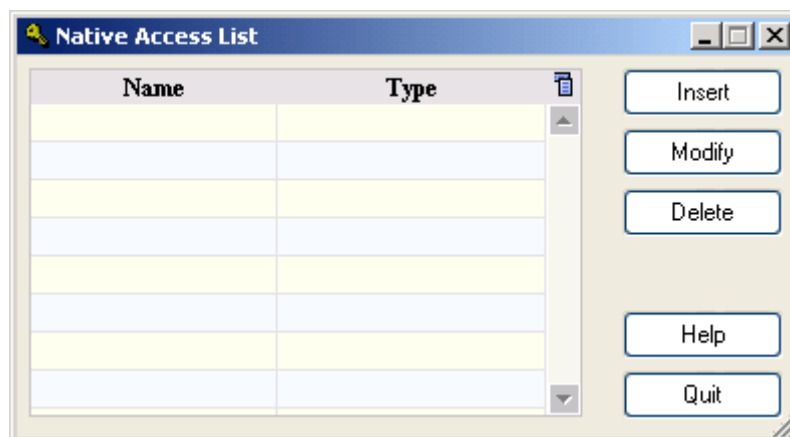 Native Access List
Name Type
Insert
Modify
Delete
Help
Quit